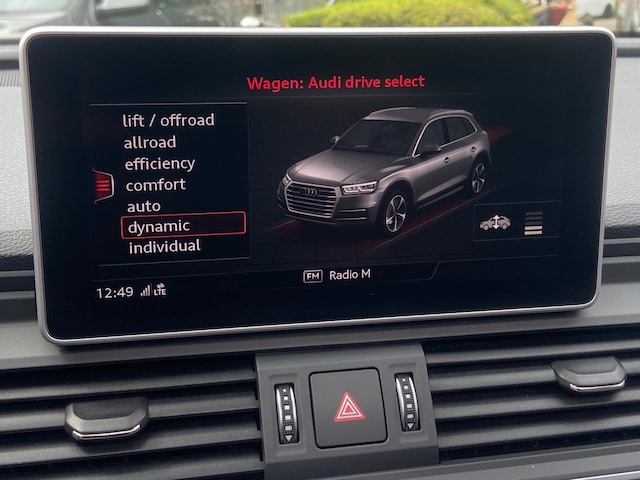 Wagen: Audi drive select
lift / offroad
allroad
efficiency
comfort
auto
dynamic
individual
FM Radio M
12:49 LTE